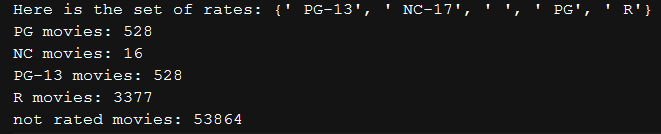 Here is the set of rates: {' PG-13', ' NC-17', ' ', ' PG', ' R'}
PG movies: 528
NC movies: 16
PG-13 movies: 528
R movies: 3377
not rated movies: 53864